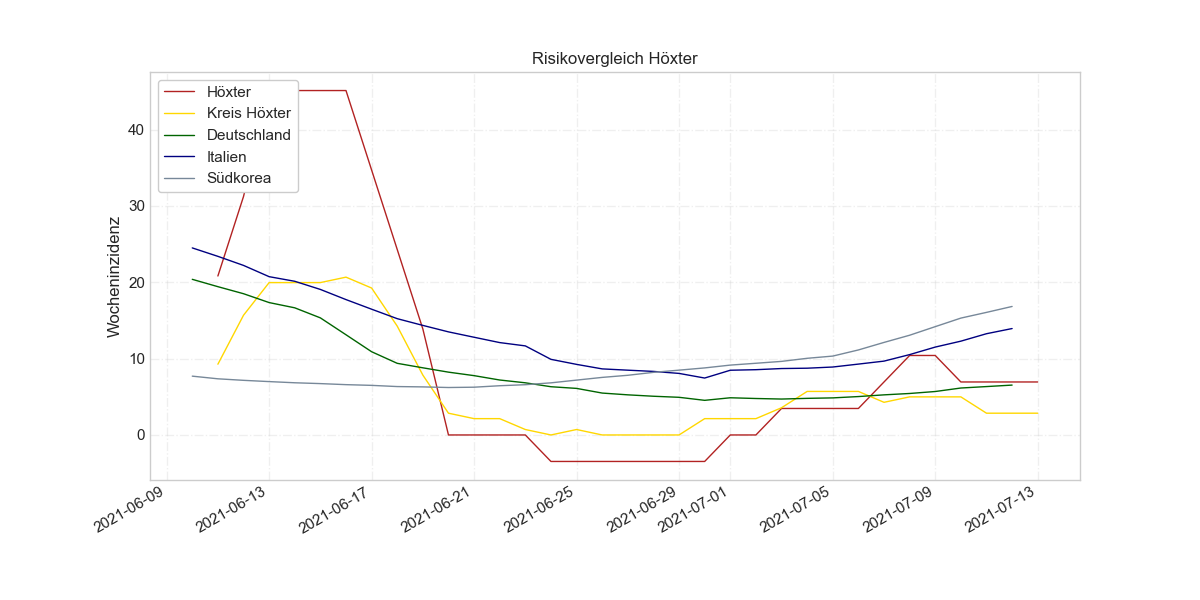 Risikovergleich Höxter
Höxter
Kreis Höxter
Deutschland
Italien
Südkorea
Wocheninzidenz
40
30
20
10
0
2021-06-09
2021-06-13
2021-06-17
2021-06-21
2021-06-25
2021-06-29
2021-07-01
2021-07-05
2021-07-09
2021-07-13